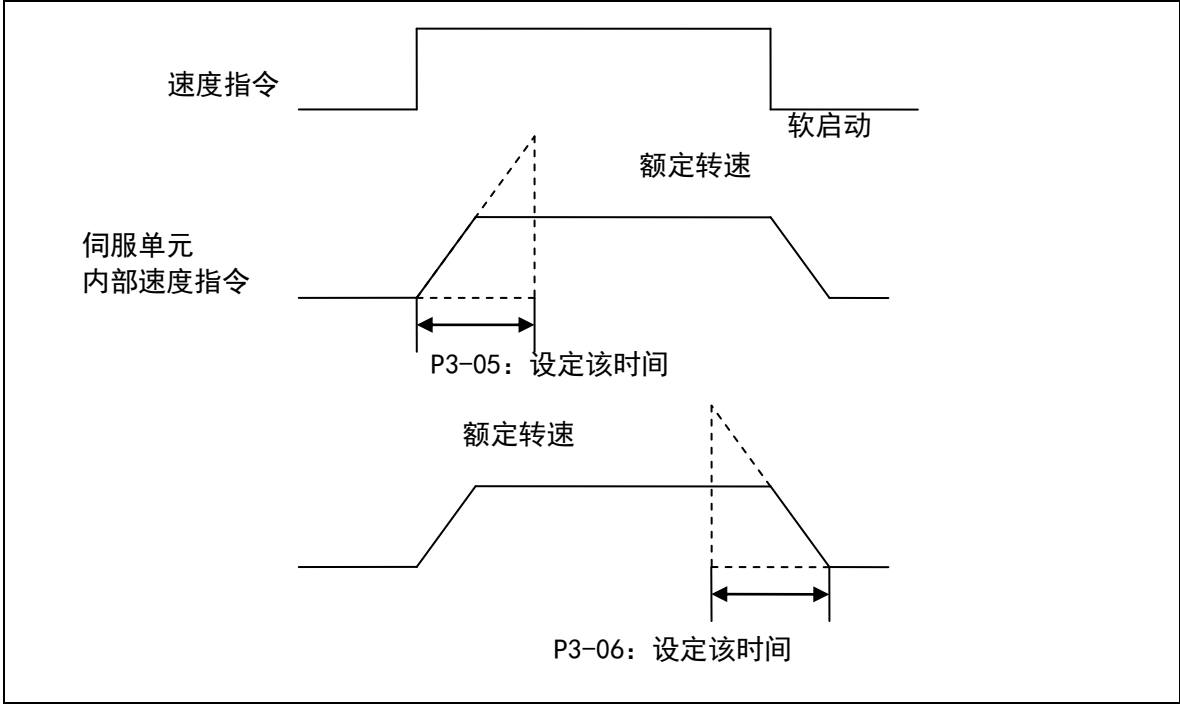 速度指令
软启动
额定转速
伺服单元
内部速度指令
P3-05：设定该时间
额定转速
P3-06：设定该时间